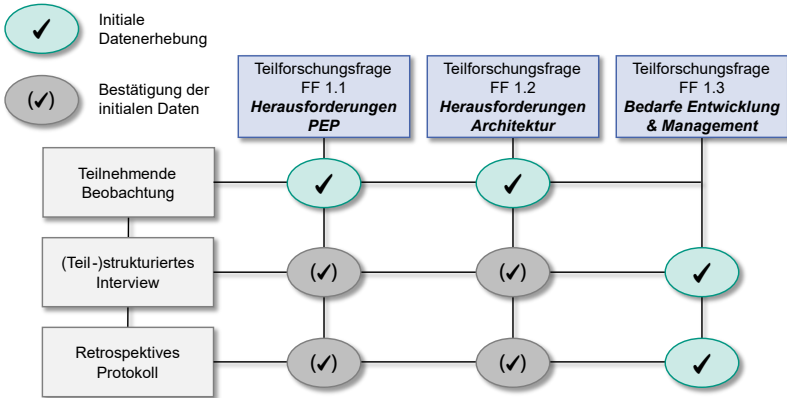 ✓
Initiale
Datenerhebung
(✓)
Bestätigung der
initialen Daten
Teilforschungsfrage
FF 1.1
Herausforderungen
PEP
Teilforschungsfrage
FF 1.2
Herausforderungen
Architektur
Teilforschungsfrage
FF 1.3
Bedarfe Entwicklung
& Management
Teilnehmende
Beobachtung
✓
✓
(Teil-)strukturiertes
Interview
(✓)
(✓)
✓
Retrospektives
Protokoll
(✓)
(✓)
✓